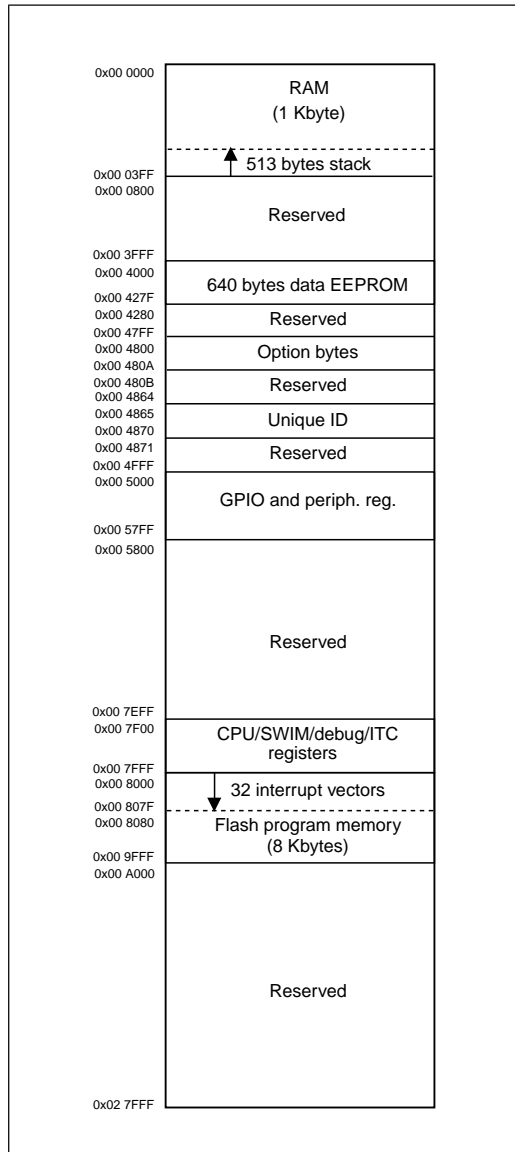 0x00 0000
RAM
(1 Kbyte)
513 bytes stack
0x00 03FF
0x00 0800
Reserved
0x00 3FFF
0x00 4000
640 bytes data EEPROM
0x00 427F
0x00 4280
Reserved
0x00 47FF
0x00 4800
Option bytes
0x00 480A
0x00 480B
Reserved
0x00 4864
0x00 4865
Unique ID
0x00 4870
0x00 4871
Reserved
0x00 4FFF
0x00 5000
GPIO and periph. reg.
0x00 57FF
0x00 5800
Reserved
0x00 7EFF
0x00 7F00
CPU/SWIM/debug/ITC
registers
0x00 7FFF
0x00 8000
32 interrupt vectors
0x00 807F
0x00 8080
Flash program memory
(8 Kbytes)
0x00 9FFF
0x00 A000
Reserved
0x02 7FFF